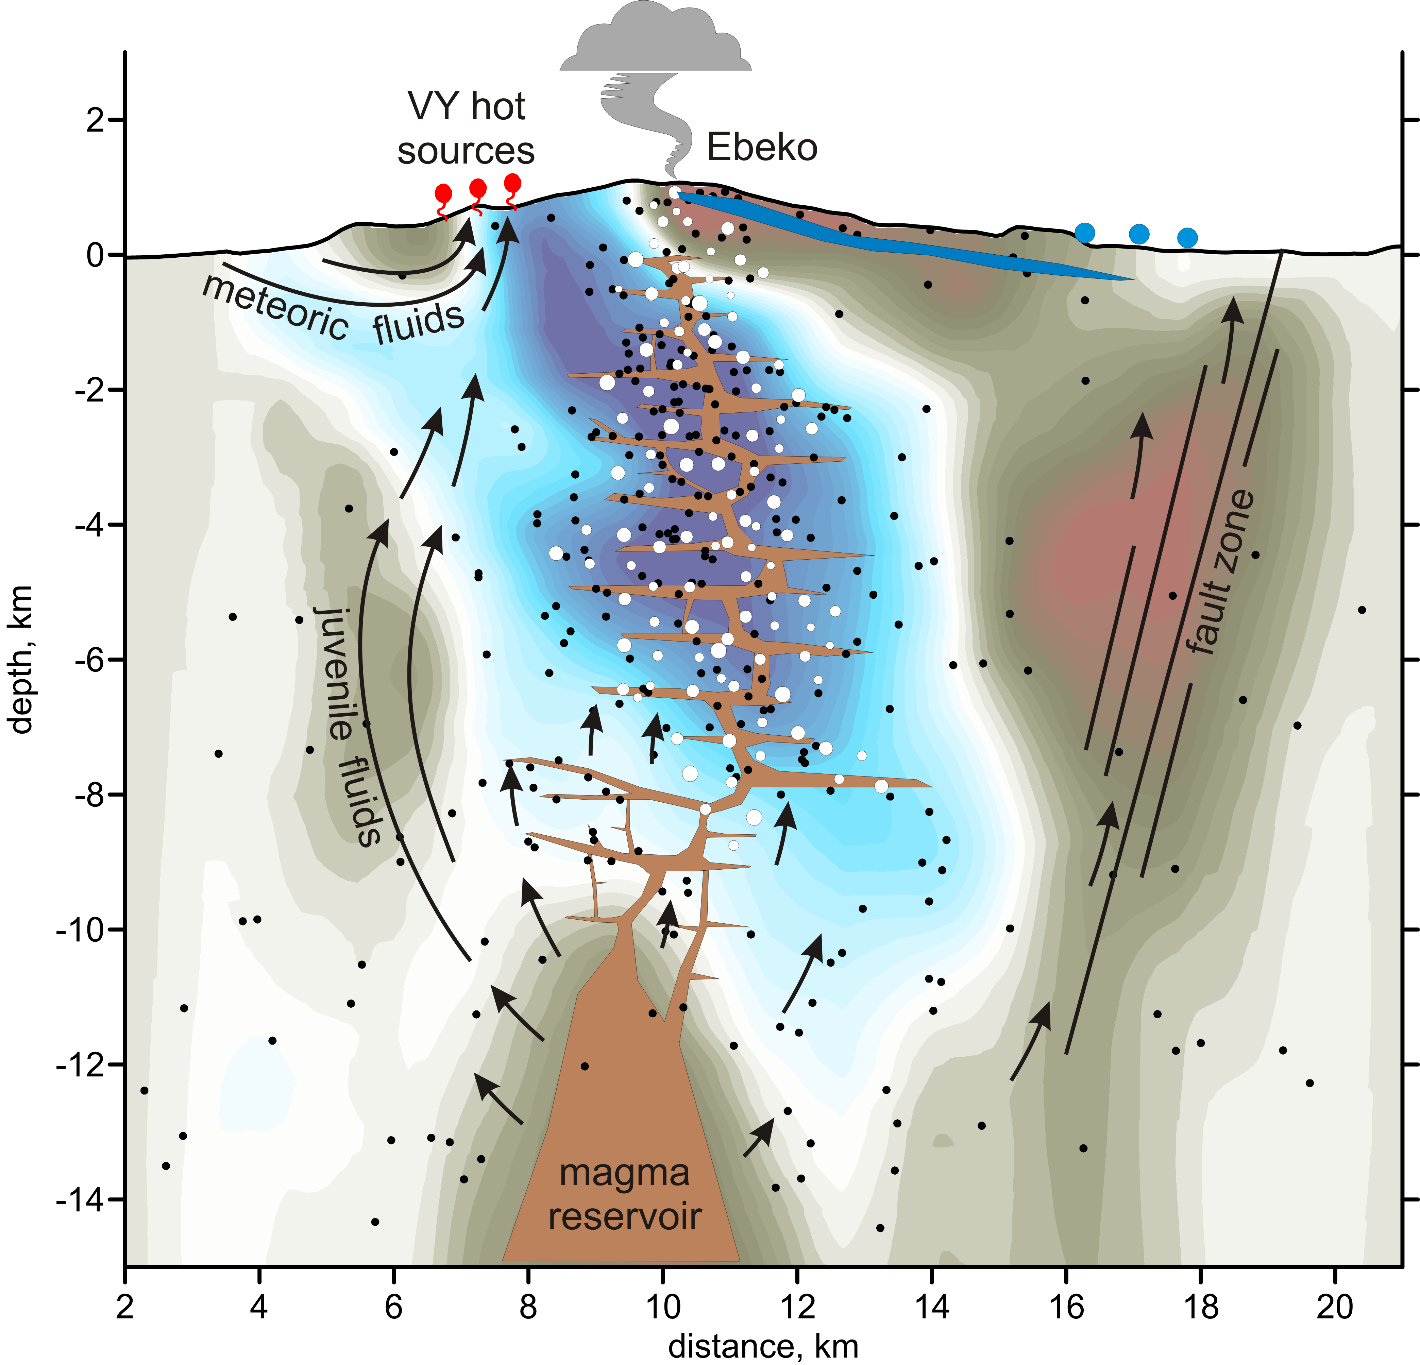 VY hot
sources
Ebeko
2
0
-2
-4
-6
-8
-10
-12
-14
depth, km
meteoric fluids
juvenile fluids
fault zone
magma
reservoir
2 4 6 8 10 12 14 16 18 20
distance, km